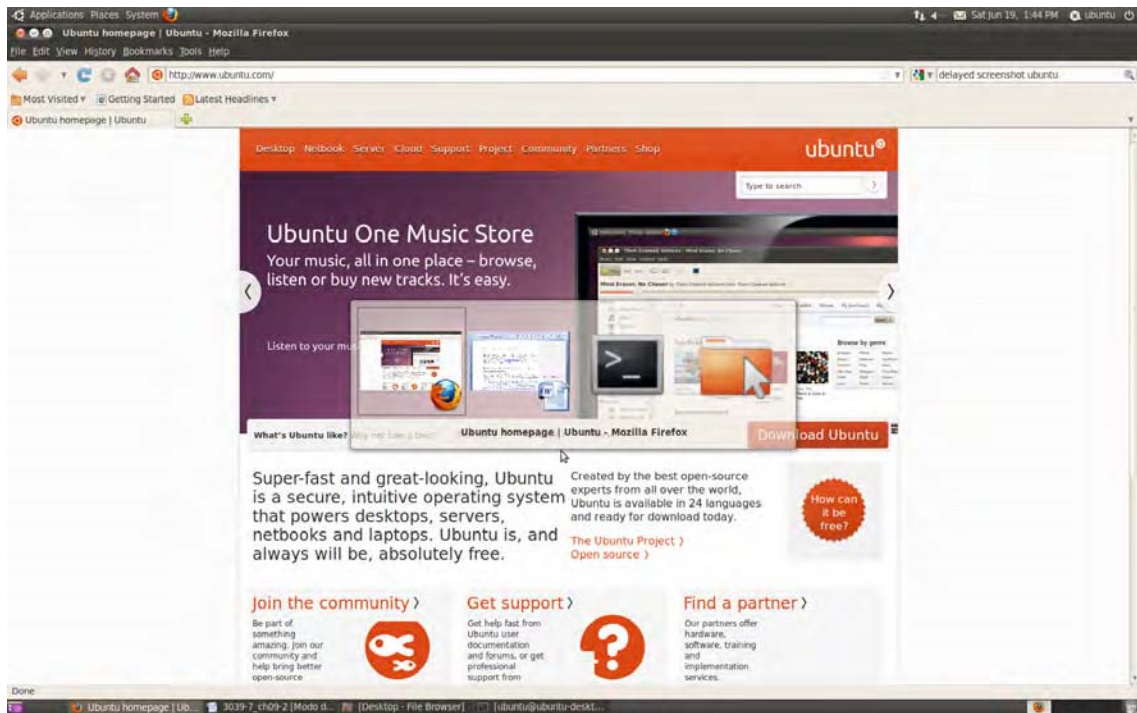 Applications Places System
Sat Jun 19, 1:44 PM ubuntu
Ubuntu homepage | Ubuntu - Mozilla Firefox
File Edit View History Bookmarks Tools Help
http://www.ubuntu.com/
delayed screenshot ubuntu
Most Visited Getting Started Latest Headlines
Ubuntu homepage | Ubuntu
Desktop Netbook Server Cloud Support Project Community Partners Shop
ubuntu
Type to search
Ubuntu One Music Store
Your music, all in one place – browse,
listen or buy new tracks. It's easy.
Listen to your mu
Browse by genre
What's Ubuntu like?
Ubuntu homepage | Ubuntu - Mozilla Firefox
Download Ubuntu
Super-fast and great-looking, Ubuntu
is a secure, intuitive operating system
that powers desktops, servers,
netbooks and laptops. Ubuntu is, and
always will be, absolutely free.
Created by the best open-source
experts from all over the world,
Ubuntu is available in 24 languages
and ready for download today.
The Ubuntu Project
Open source
How can
it be
free?
Join the community
Be part of
something
amazing. Join our
community and
help bring better
open-source
Get support
Get help fast from
Ubuntu user
documentation
and forums, or get
professional
support from
Find a partner
Our partners offer
hardware,
software, training
and
implementation
services.
Done
Ubuntu homepage | Ub...
3039-7_ch09-2 [Modo d...
[Desktop - File Browser]
[ubuntu@ubuntu-deskt...